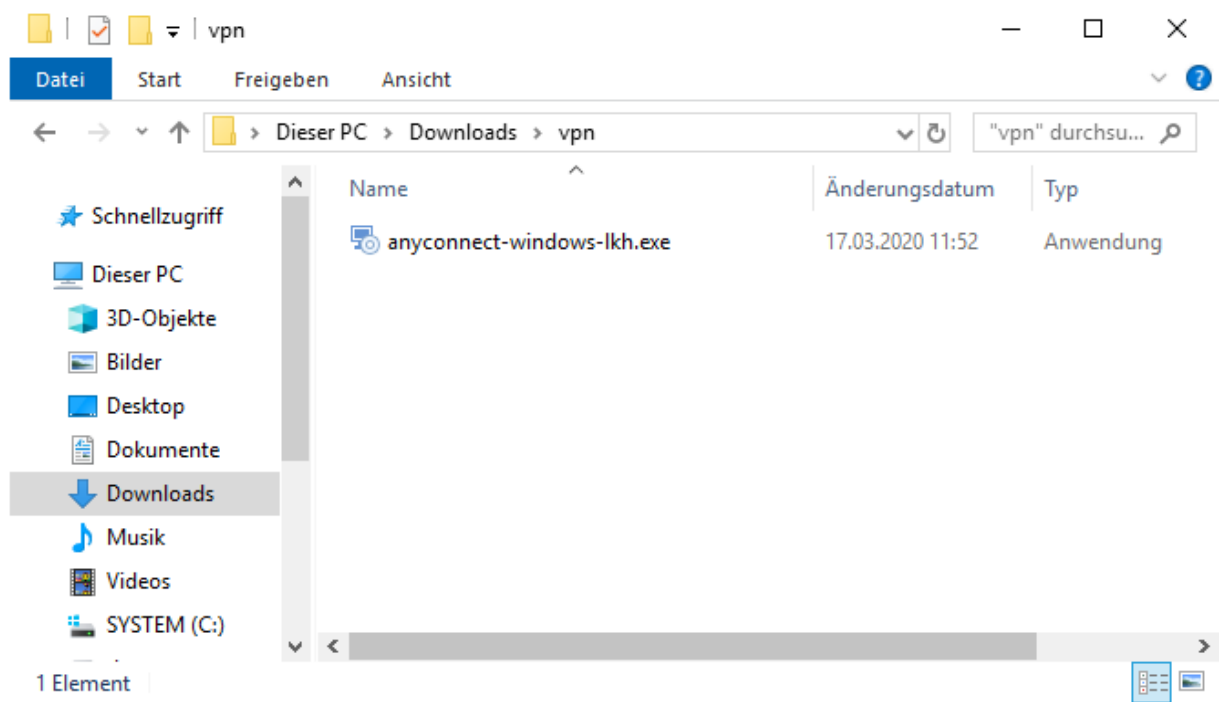 vpn
Datei Start Freigeben Ansicht
Dieser PC Downloads vpn "vpn" durchsu...
Name Änderungsdatum Typ
Schnellzugriff
anyconnect-windows-lkh.exe 17.03.2020 11:52 Anwendung
Dieser PC
3D-Objekte
Bilder
Desktop
Dokumente
Downloads
Musik
Videos
SYSTEM (C:)
1 Element